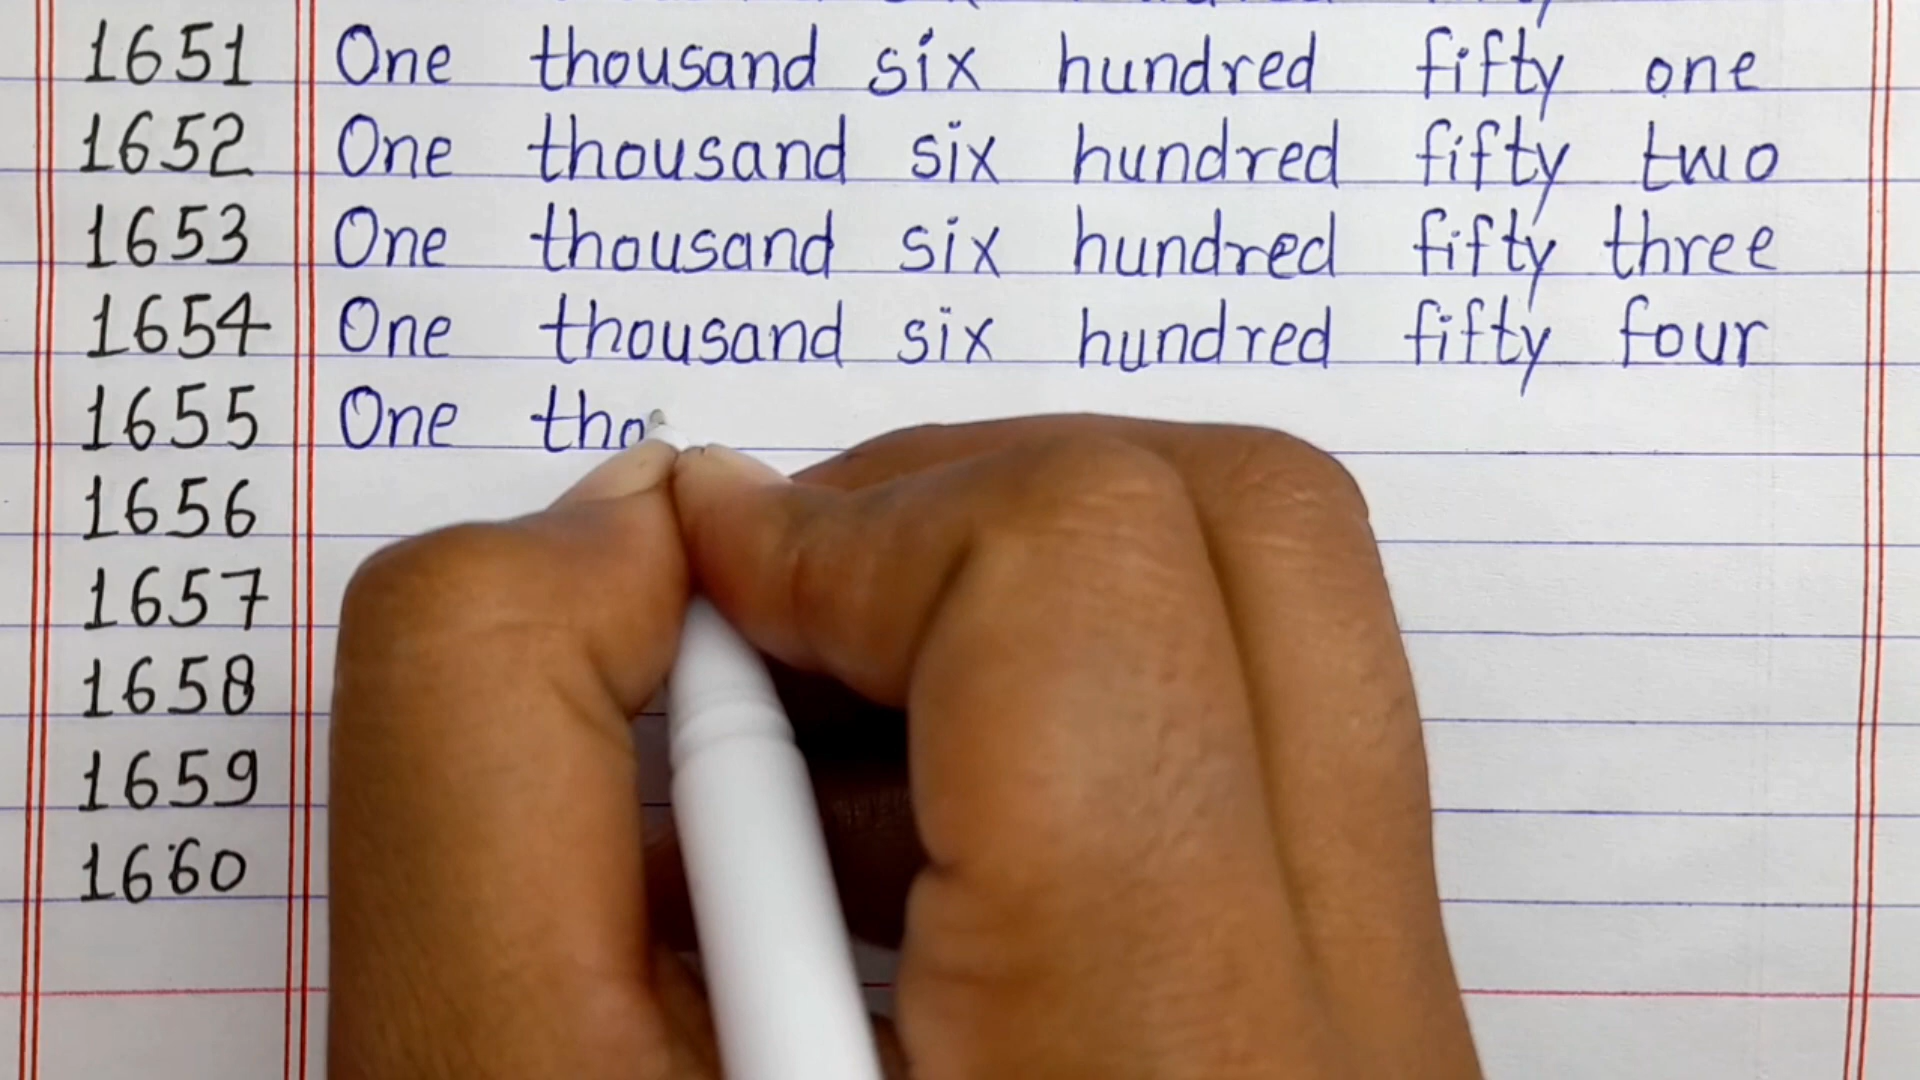 1651 One thousand six hundred fifty one
1652 One thousand six hundred fifty two
1653 One thousand six hundred fifty three
1654 One thousand six hundred fifty four
1655 One tho
1656
1657
1658
1659
1660